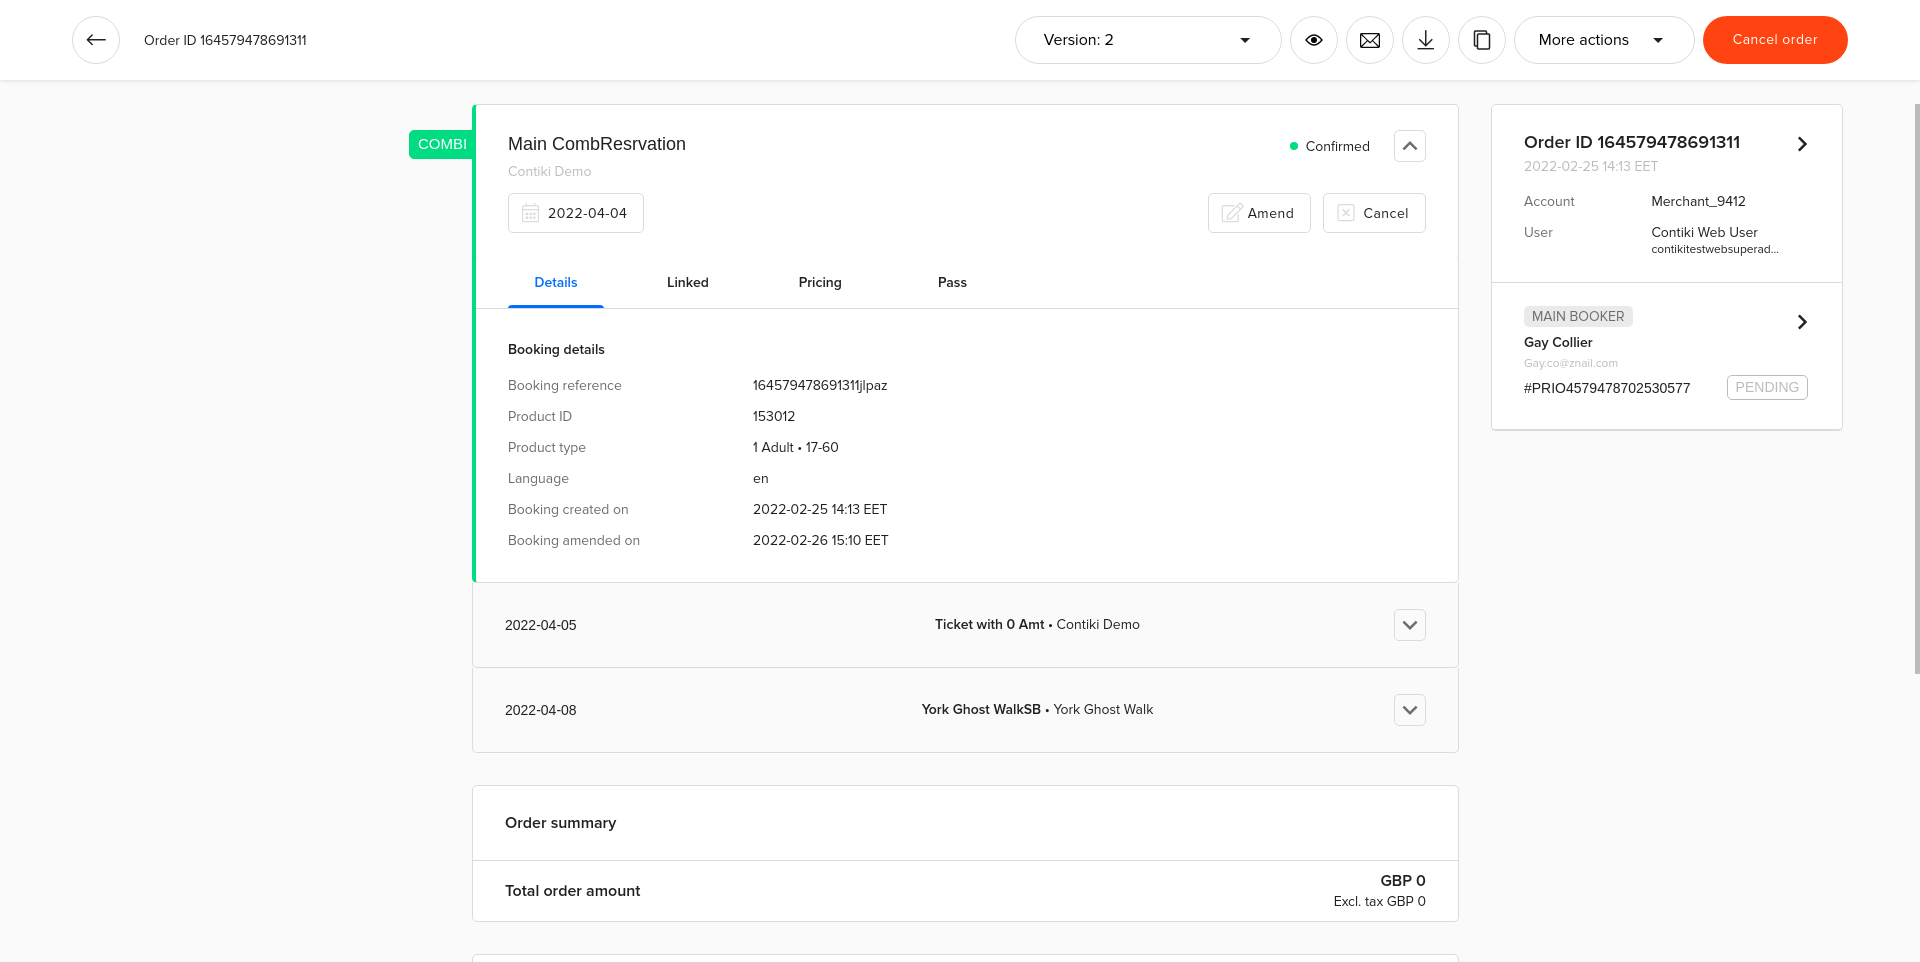 Order ID 164579478691311
Version: 2
More actions
Cancel order
COMBI
Main CombResrvation
Confirmed
Contiki Demo
2022-04-04
Amend
Cancel
Details
Linked
Pricing
Pass
Booking details
Booking reference 164579478691311jlpaz
Product ID 153012
Product type 1 Adult • 17-60
Language en
Booking created on 2022-02-25 14:13 EET
Booking amended on 2022-02-26 15:10 EET
2022-04-05 Ticket with 0 Amt • Contiki Demo
2022-04-08 York Ghost WalkSB • York Ghost Walk
Order summary
Total order amount
GBP 0
Excl. tax GBP 0
Order ID 164579478691311
2022-02-25 14:13 EET
Account Merchant_9412
User Contiki Web User
contikitestwebsuperad...
MAIN BOOKER
Gay Collier
Gay.co@znail.com
#PRIO4579478702530577
PENDING